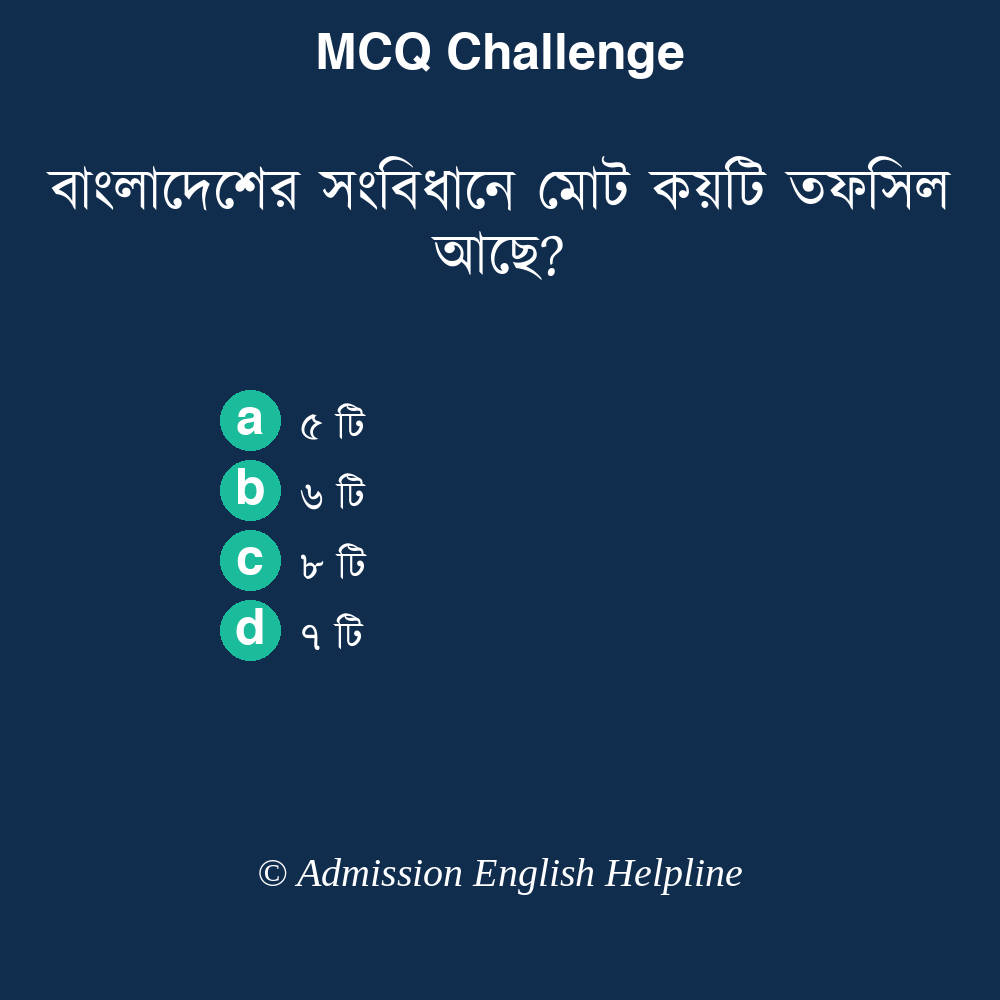 MCQ Challenge
বাংলাদেশের সংবিধানে মোট কয়টি তফসিল
আছে?
a ৫ টি
b ৬ টি
c ৮ টি
d ৭ টি
© Admission English Helpline